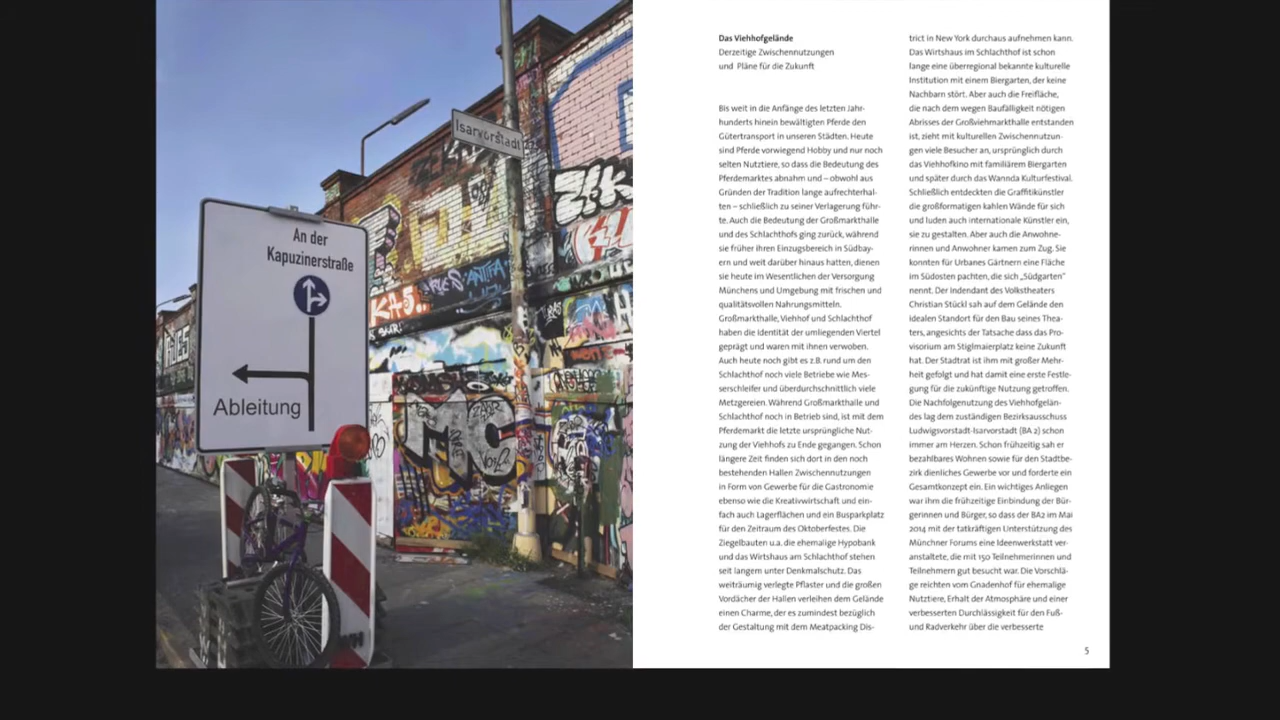 Isarvorstadt
An der
Kapuzinerstraße
Ableitung
ANTIFA
Das Viehhofgelände
Derzeitige Zwischennutzungen
und Pläne für die Zukunft
Bis weit in die Anfänge des letzten Jahr-
hunderts hinein bewältigten Pferde den
Gütertransport in unseren Städten. Heute
sind Pferde vorwiegend Hobby und nur noch
selten Nutztiere, so dass die Bedeutung des
Pferdemarktes abnahm und – obwohl aus
Gründen der Tradition lange aufrechterhal-
ten – schließlich zu seiner Verlagerung führ-
te. Auch die Bedeutung der Großmarkthalle
und des Schlachthofs ging zurück, während
sie früher ihren Einzugsbereich in Südbay-
ern und weit darüber hinaus hatten, dienen
sie heute im Wesentlichen der Versorgung
Münchens und Umgebung mit frischen und
qualitätsvollen Nahrungsmitteln.
Großmarkthalle, Viehhof und Schlachthof
haben die Identität der umliegenden Viertel
geprägt und waren mit ihnen verwoben.
Auch heute noch gibt es z.B. rund um den
Schlachthof noch viele Betriebe wie Mes-
serschleifer und überdurchschnittlich viele
Metzgereien. Während Großmarkthalle und
Schlachthof noch in Betrieb sind, ist mit dem
Pferdemarkt die letzte ursprüngliche Nut-
zung der Viehhofs zu Ende gegangen. Schon
längere Zeit finden sich dort in den noch
bestehenden Hallen Zwischennutzungen
in Form von Gewerbe für die Gastronomie
ebenso wie die Kreativwirtschaft und ein-
fach auch Lagerflächen und ein Busparkplatz
für den Zeitraum des Oktoberfestes. Die
Ziegelbauten u.a. die ehemalige Hypobank
und das Wirtshaus am Schlachthof stehen
seit langem unter Denkmalschutz. Das
weiträumig verlegte Pflaster und die großen
Vordächer der Hallen verleihen dem Gelände
einen Charme, der es zumindest bezüglich
der Gestaltung mit dem Meatpacking Dis-
trict in New York durchaus aufnehmen kann.
Das Wirtshaus im Schlachthof ist schon
lange eine überregional bekannte kulturelle
Institution mit einem Biergarten, der keine
Nachbarn stört. Aber auch die Freifläche,
die nach dem wegen Baufälligkeit nötigen
Abrisses der Großviehmarkthalle entstanden
ist, zieht mit kulturellen Zwischennutzun-
gen viele Besucher an, ursprünglich durch
das Viehhofkino mit familiärem Biergarten
und später durch das Wannda Kulturfestival.
Schließlich entdeckten die Graffitikünstler
die großformatigen kahlen Wände für sich
und luden auch internationale Künstler ein,
sie zu gestalten. Aber auch die Anwohne-
rinnen und Anwohner kamen zum Zug. Sie
konnten für Urbanes Gärtnern eine Fläche
im Südosten pachten, die sich „Südgarten“
nennt. Der Indendant des Volkstheaters
Christian Stückl sah auf dem Gelände den
idealen Standort für den Bau seines Thea-
ters, angesichts der Tatsache dass das Pro-
visorium am Stiglmaierplatz keine Zukunft
hat. Der Stadtrat ist ihm mit großer Mehr-
heit gefolgt und hat damit eine erste Festle-
gung für die zukünftige Nutzung getroffen.
Die Nachfolgenutzung des Viehhofgelän-
des lag dem zuständigen Bezirksausschuss
Ludwigsvorstadt-Isarvorstadt (BA 2) schon
immer am Herzen. Schon frühzeitig sah er
bezahlbares Wohnen sowie für den Stadtbe-
zirk dienliches Gewerbe vor und forderte ein
Gesamtkonzept ein. Ein wichtiges Anliegen
war ihm die frühzeitige Einbindung der Bür-
gerinnen und Bürger, so dass der BA2 im Mai
2014 mit der tatkräftigen Unterstützung des
Münchner Forums eine Ideenwerkstatt ver-
anstaltete, die mit 150 Teilnehmerinnen und
Teilnehmern gut besucht war. Die Vorschlä-
ge reichten vom Gnadenhof für ehemalige
Nutztiere, Erhalt der Atmosphäre und einer
verbesserten Durchlässigkeit für den Fuß-
und Radverkehr über die verbesserte
5